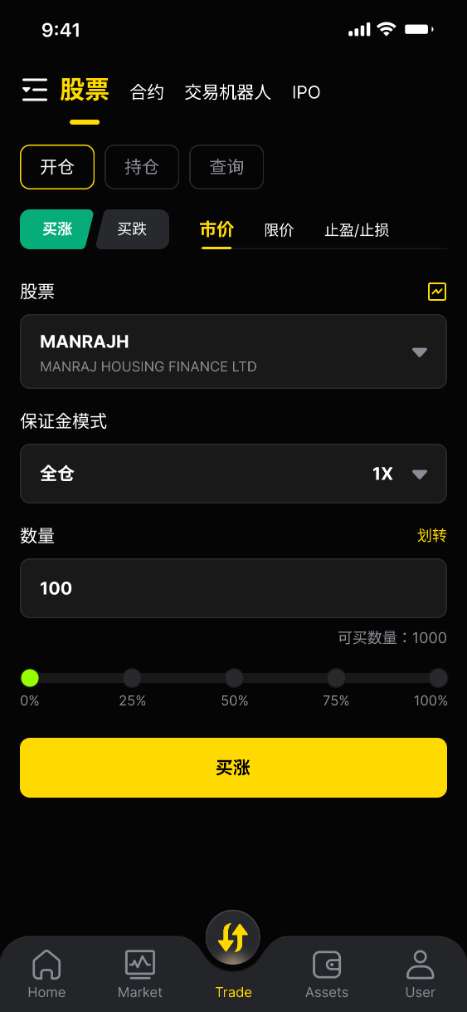 9:41
股票 合约 交易机器人 IPO
开仓 持仓 查询
买涨 买跌 市价 限价 止盈/止损
股票
MANRAJH
MANRAJ HOUSING FINANCE LTD
保证金模式
全仓 1X
数量 划转
100
可买数量：1000
0% 25% 50% 75% 100%
买涨
Home Market Trade Assets User